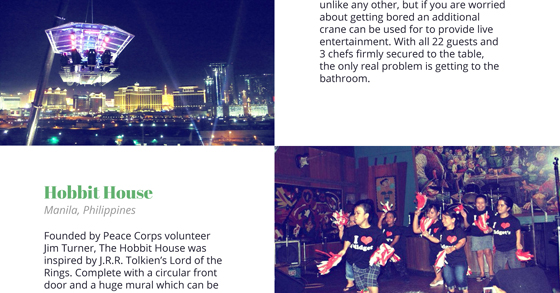 unlike any other, but if you are worried
about getting bored an additional
crane can be used for to provide live
entertainment. With all 22 guests and
3 chefs firmly secured to the table,
the only real problem is getting to the
bathroom.
Hobbit House
Manila, Philippines
Founded by Peace Corps volunteer
Jim Turner, The Hobbit House was
inspired by J.R.R. Tolkien's Lord of the
Rings. Complete with a circular front
door and a huge mural which can be